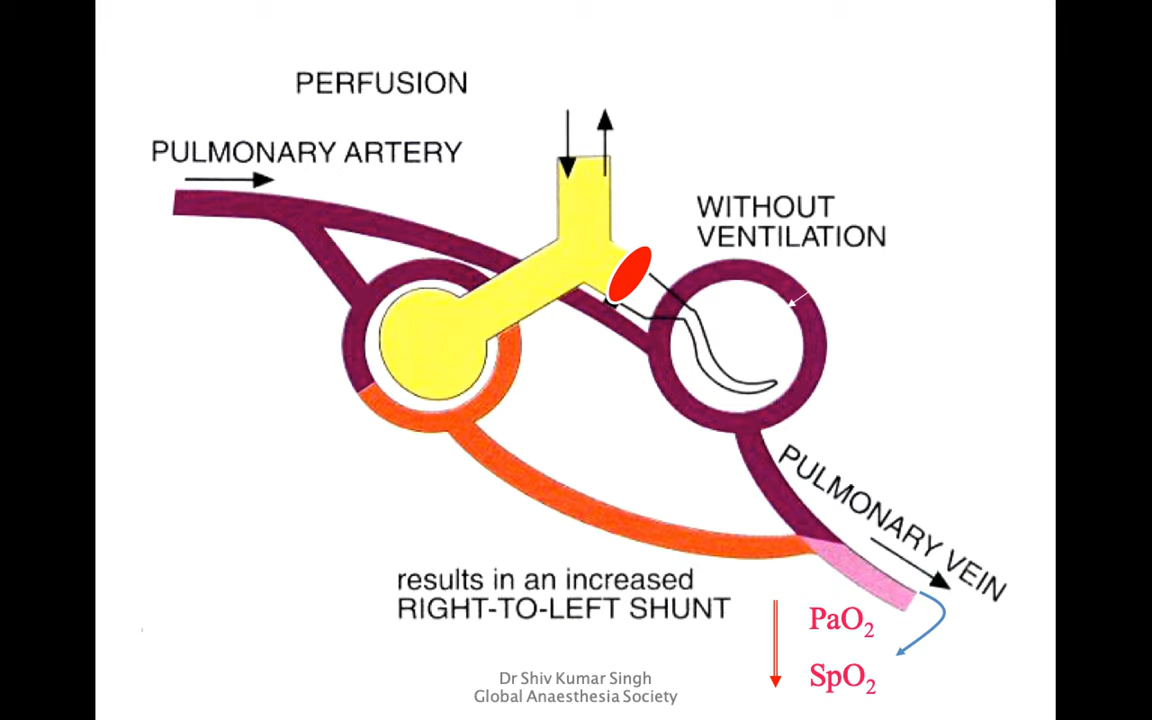 PERFUSION
PULMONARY ARTERY
WITHOUT
VENTILATION
PULMONARY VEIN
results in an increased
RIGHT-TO-LEFT SHUNT
PaO₂
SpO₂
Dr Shiv Kumar Singh
Global Anaesthesia Society